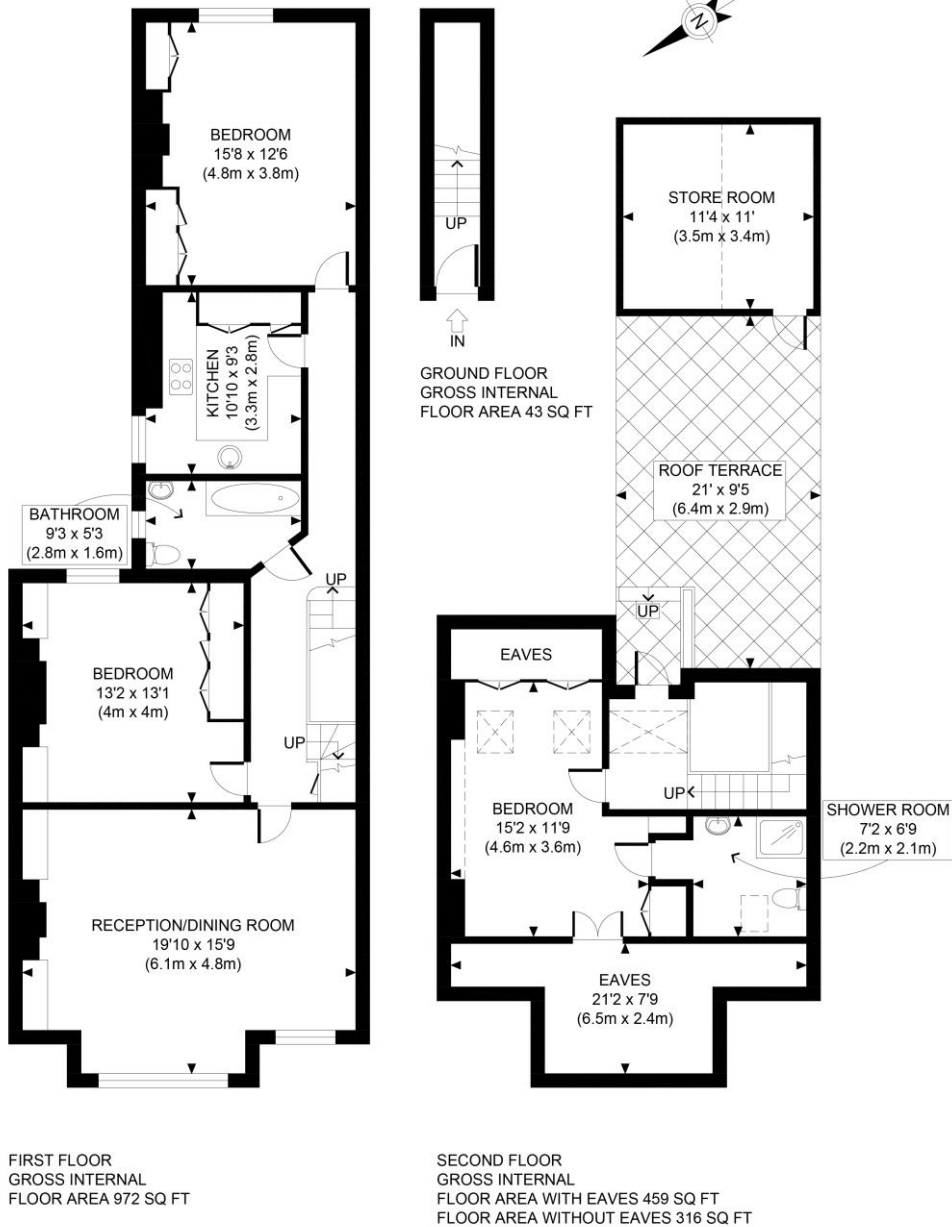 N
BEDROOM
15'8 x 12'6
(4.8m x 3.8m)
UP
IN
GROUND FLOOR
GROSS INTERNAL
FLOOR AREA 43 SQ FT
STORE ROOM
11'4 x 11'
(3.5m x 3.4m)
KITCHEN
10'10 x 9'3
(3.3m x 2.8m)
ROOF TERRACE
21' x 9'5
(6.4m x 2.9m)
UP
BATHROOM
9'3 x 5'3
(2.8m x 1.6m)
UP
BEDROOM
13'2 x 13'1
(4m x 4m)
UP
EAVES
BEDROOM
15'2 x 11'9
(4.6m x 3.6m)
UP
SHOWER ROOM
7'2 x 6'9
(2.2m x 2.1m)
RECEPTION/DINING ROOM
19'10 x 15'9
(6.1m x 4.8m)
EAVES
21'2 x 7'9
(6.5m x 2.4m)
FIRST FLOOR
GROSS INTERNAL
FLOOR AREA 972 SQ FT
SECOND FLOOR
GROSS INTERNAL
FLOOR AREA WITH EAVES 459 SQ FT
FLOOR AREA WITHOUT EAVES 316 SQ FT